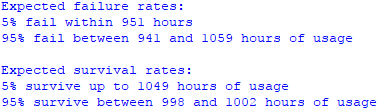 Expected failure rates:
5% fail within 951 hours
95% fail between 941 and 1059 hours of usage
Expected survival rates:
5% survive up to 1049 hours of usage
95% survive between 998 and 1002 hours of usage